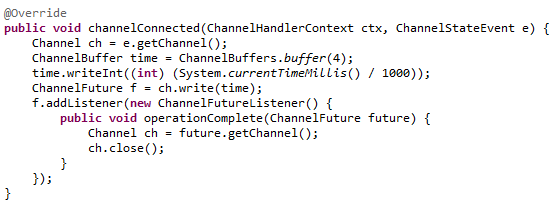 @Override
public void channelConnected(ChannelHandlerContext ctx, ChannelStateEvent e) {
    Channel ch = e.getChannel();
    ChannelBuffer time = ChannelBuffers.buffer(4);
    time.writeInt((int) (System.currentTimeMillis() / 1000));
    ChannelFuture f = ch.write(time);
    f.addListener(new ChannelFutureListener() {
        public void operationComplete(ChannelFuture future) {
            Channel ch = future.getChannel();
            ch.close();
        }
    });
}